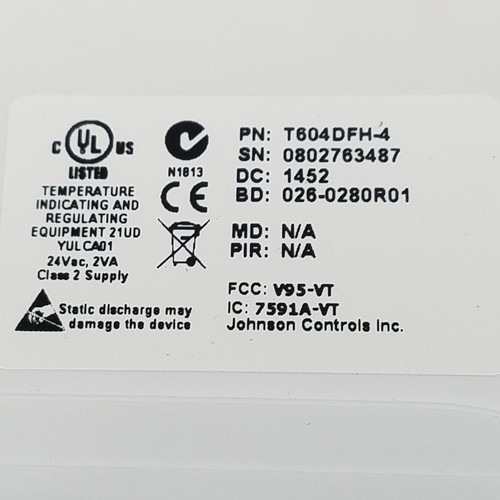 C UL US
LISTED
TEMPERATURE
INDICATING AND
REGULATING
EQUIPMENT 21UD
YULCA01
24Vac, 2VA
Class 2 Supply
Static discharge may
damage the device
N1813
CE
PN: T604DFH-4
SN: 0802763487
DC: 1452
BD: 026-0280R01
MD: N/A
PIR: N/A
FCC: V95-VT
IC: 7591A-VT
Johnson Controls Inc.